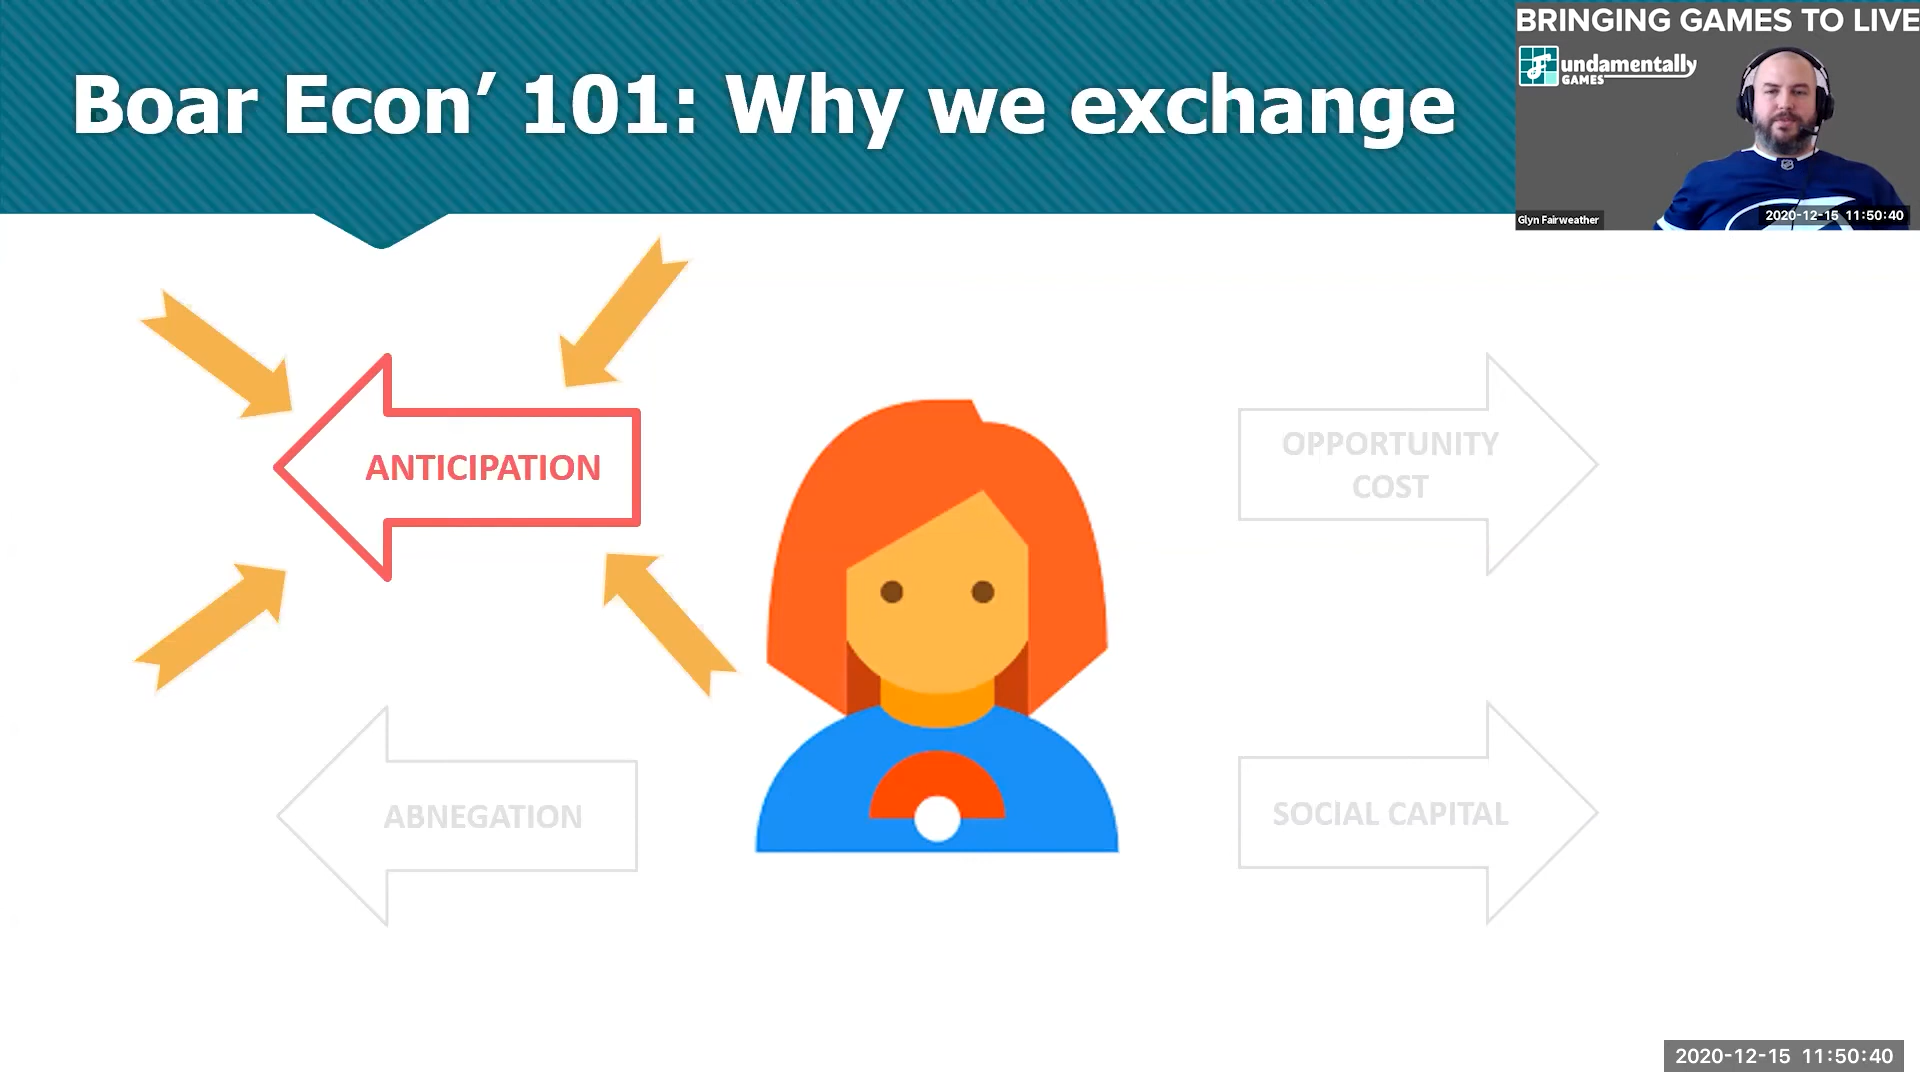 Boar Econ’ 101: Why we exchange
BRINGING GAMES TO LIVE
Fundamentally
GAMES
Glyn Fairweather
2020-12-15 11:50:40
ANTICIPATION
OPPORTUNITY
COST
ABNEGATION
SOCIAL CAPITAL
2020-12-15 11:50:40